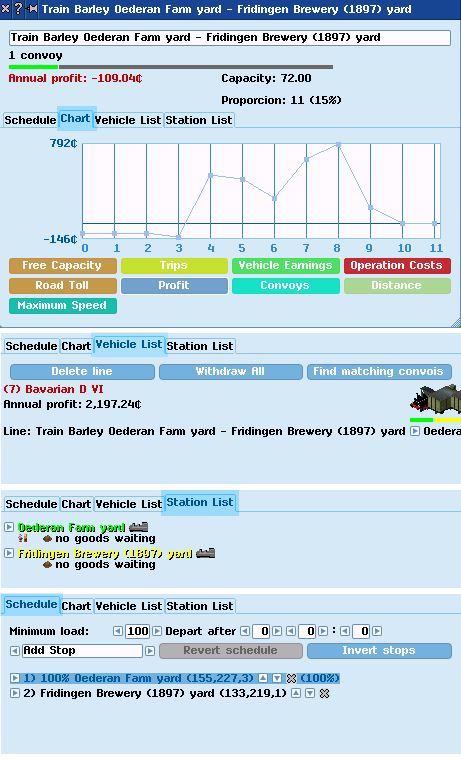 Train Barley Oederan Farm yard - Fridingen Brewery (1897) yard
Train Barley Oederan Farm yard - Fridingen Brewery (1897) yard
1 convoy
Annual profit: -109.04¢ Capacity: 72.00
Proporcion: 11 (15%)
Schedule Chart Vehicle List Station List
792¢
-146¢
0 1 2 3 4 5 6 7 8 9 10 11
Free Capacity Trips Vehicle Earnings Operation Costs
Road Toll Profit Convoys Distance
Maximum Speed
Schedule Chart Vehicle List Station List
Delete line Withdraw All Find matching convois
(7) Bavarian D VI
Annual profit: 2,197.24¢
Line: Train Barley Oederan Farm yard - Fridingen Brewery (1897) yard Oedera
Schedule Chart Vehicle List Station List
Oederan Farm yard
no goods waiting
Fridingen Brewery (1897) yard
no goods waiting
Schedule Chart Vehicle List Station List
Minimum load: 100 Depart after 0 0 : 0
Add Stop Revert schedule Invert stops
1) 100% Oederan Farm yard (155,227,3) (100%)
2) Fridingen Brewery (1897) yard (133,219,1)